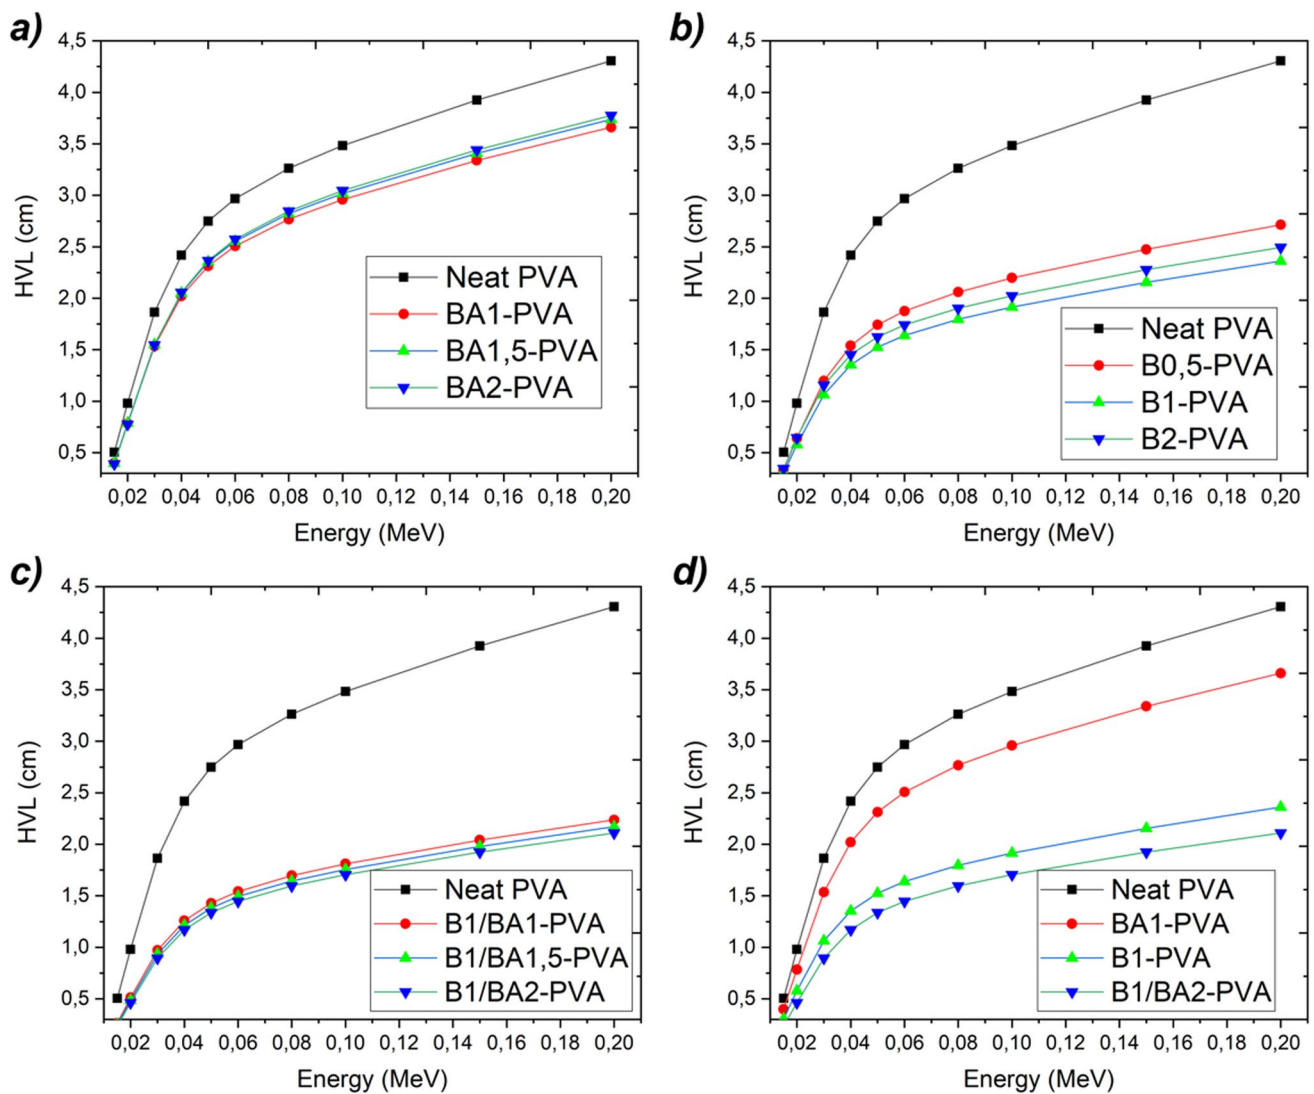 a)
4,5
4,0
3,5
3,0
2,5
2,0
1,5
1,0
0,5
HVL (cm)
Neat PVA
BA1-PVA
BA1,5-PVA
BA2-PVA
0,02 0,04 0,06 0,08 0,10 0,12 0,14 0,16 0,18 0,20
Energy (MeV)
b)
4,5
4,0
3,5
3,0
2,5
2,0
1,5
1,0
0,5
HVL (cm)
Neat PVA
B0,5-PVA
B1-PVA
B2-PVA
0,02 0,04 0,06 0,08 0,10 0,12 0,14 0,16 0,18 0,20
Energy (MeV)
c)
4,5
4,0
3,5
3,0
2,5
2,0
1,5
1,0
0,5
HVL (cm)
Neat PVA
B1/BA1-PVA
B1/BA1,5-PVA
B1/BA2-PVA
0,02 0,04 0,06 0,08 0,10 0,12 0,14 0,16 0,18 0,20
Energy (MeV)
d)
4,5
4,0
3,5
3,0
2,5
2,0
1,5
1,0
0,5
HVL (cm)
Neat PVA
BA1-PVA
B1-PVA
B1/BA2-PVA
0,02 0,04 0,06 0,08 0,10 0,12 0,14 0,16 0,18 0,20
Energy (MeV)